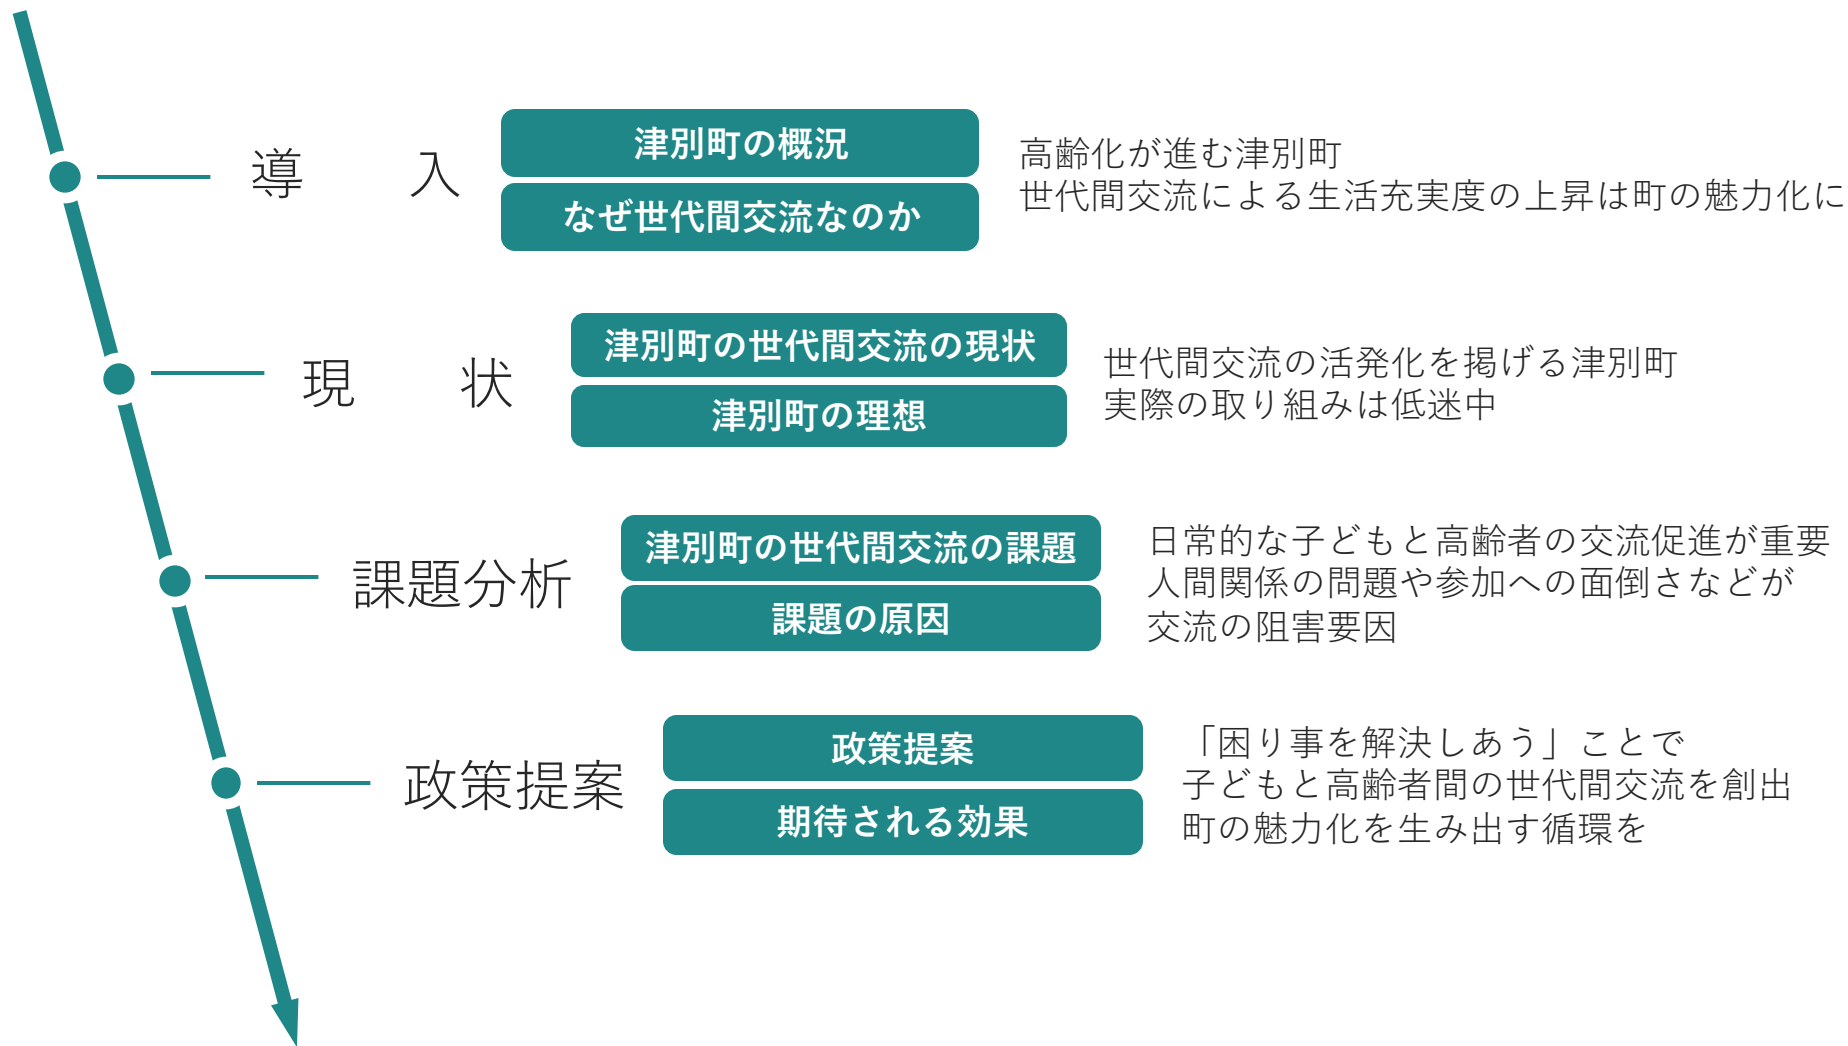 導　入
津別町の概況
なぜ世代間交流なのか
高齢化が進む津別町
世代間交流による生活充実度の上昇は町の魅力化に
現　状
津別町の世代間交流の現状
津別町の理想
世代間交流の活発化を掲げる津別町
実際の取り組みは低迷中
課題分析
津別町の世代間交流の課題
課題の原因
日常的な子どもと高齢者の交流促進が重要
人間関係の問題や参加への面倒さなどが
交流の阻害要因
政策提案
政策提案
期待される効果
「困り事を解決しあう」ことで
子どもと高齢者間の世代間交流を創出
町の魅力化を生み出す循環を